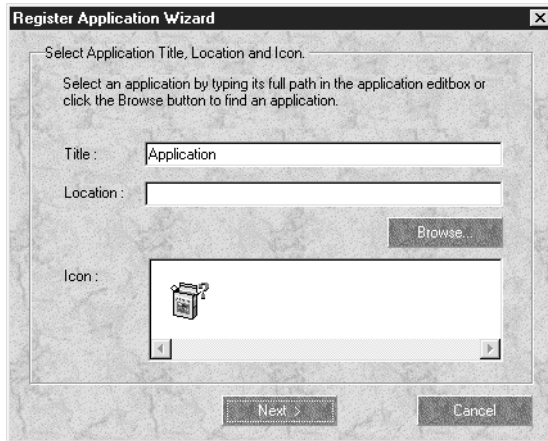 Register Application Wizard
Select Application Title, Location and Icon.
Select an application by typing its full path in the application editbox or
click the Browse button to find an application.
Title :
Application
Location :
Browse...
Icon :
Next >
Cancel